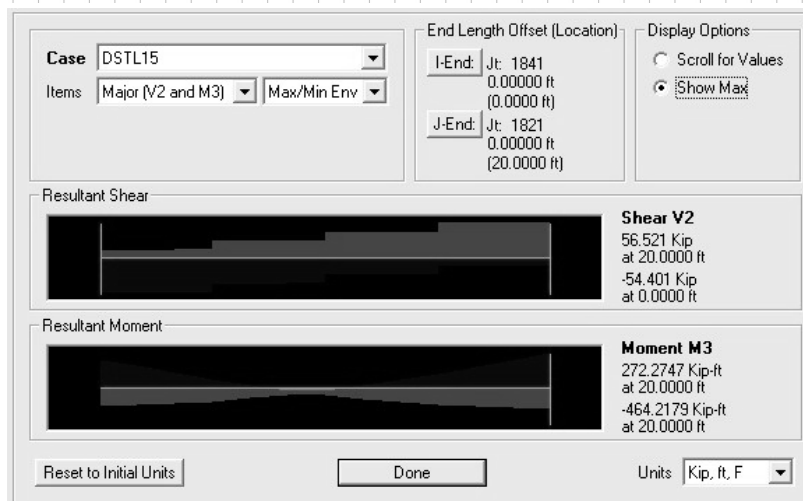 Case DSTL15
Items Major (V2 and M3) Max/Min Env
End Length Offset (Location)
I-End: Jt: 1841
0.00000 ft
(0.0000 ft)
J-End: Jt: 1821
0.00000 ft
(20.0000 ft)
Display Options
Scroll for Values
Show Max
Resultant Shear
Shear V2
56.521 Kip
at 20.0000 ft
-54.401 Kip
at 0.0000 ft
Resultant Moment
Moment M3
272.2747 Kip-ft
at 20.0000 ft
-464.2179 Kip-ft
at 20.0000 ft
Reset to Initial Units Done Units Kip, ft, F